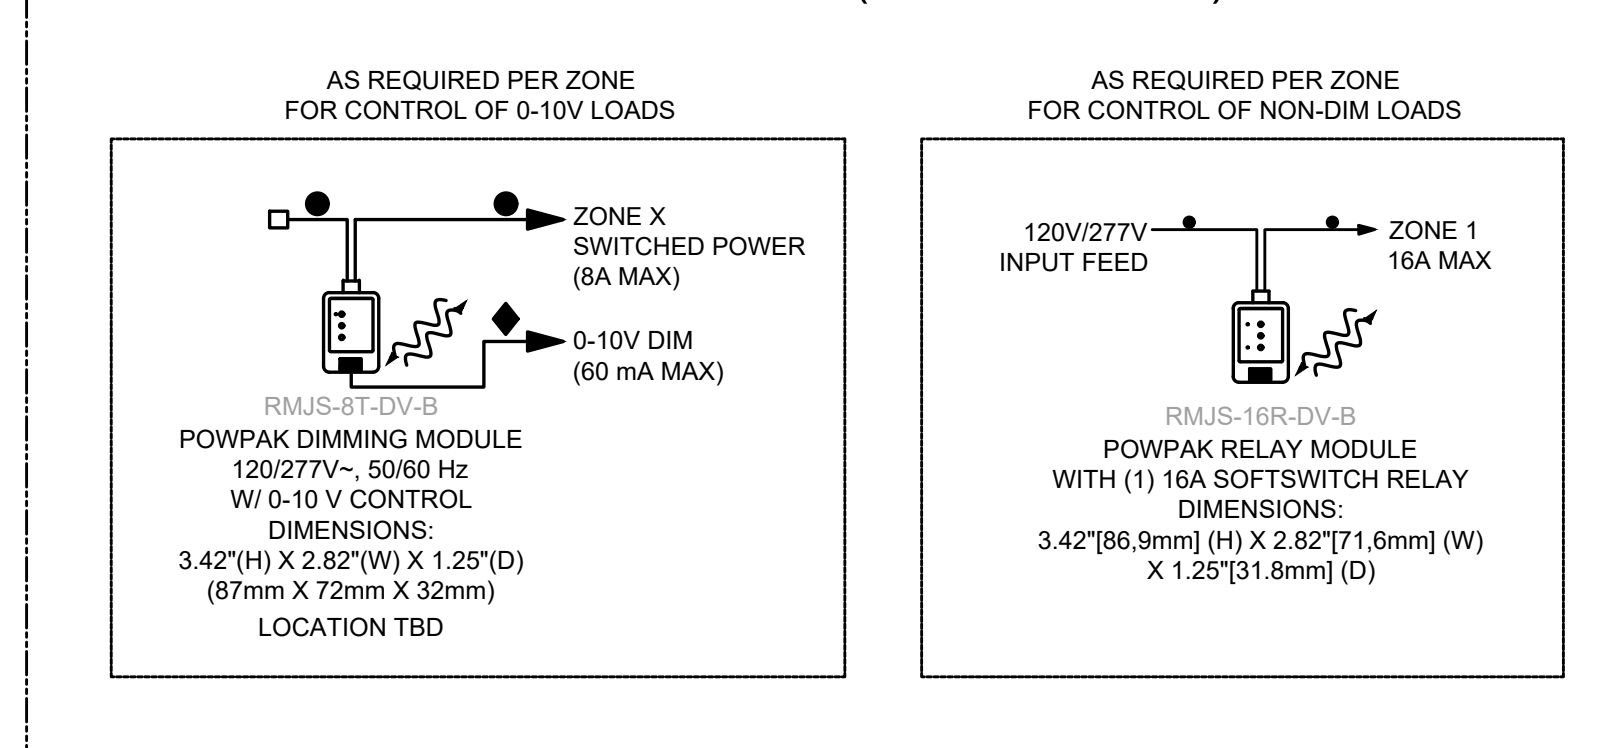 AS REQUIRED PER ZONE
FOR CONTROL OF 0-10V LOADS
ZONE X
SWITCHED POWER
(8A MAX)
0-10V DIM
(60 mA MAX)
RMJS-8T-DV-B
POWPAK DIMMING MODULE
120/277V~, 50/60 Hz
W/ 0-10 V CONTROL
DIMENSIONS:
3.42"(H) X 2.82"(W) X 1.25"(D)
(87mm X 72mm X 32mm)
LOCATION TBD
AS REQUIRED PER ZONE
FOR CONTROL OF NON-DIM LOADS
120V/277V
INPUT FEED
ZONE 1
16A MAX
RMJS-16R-DV-B
POWPAK RELAY MODULE
WITH (1) 16A SOFTSWITCH RELAY
DIMENSIONS:
3.42"[86,9mm] (H) X 2.82"[71,6mm] (W)
X 1.25"[31.8mm] (D)